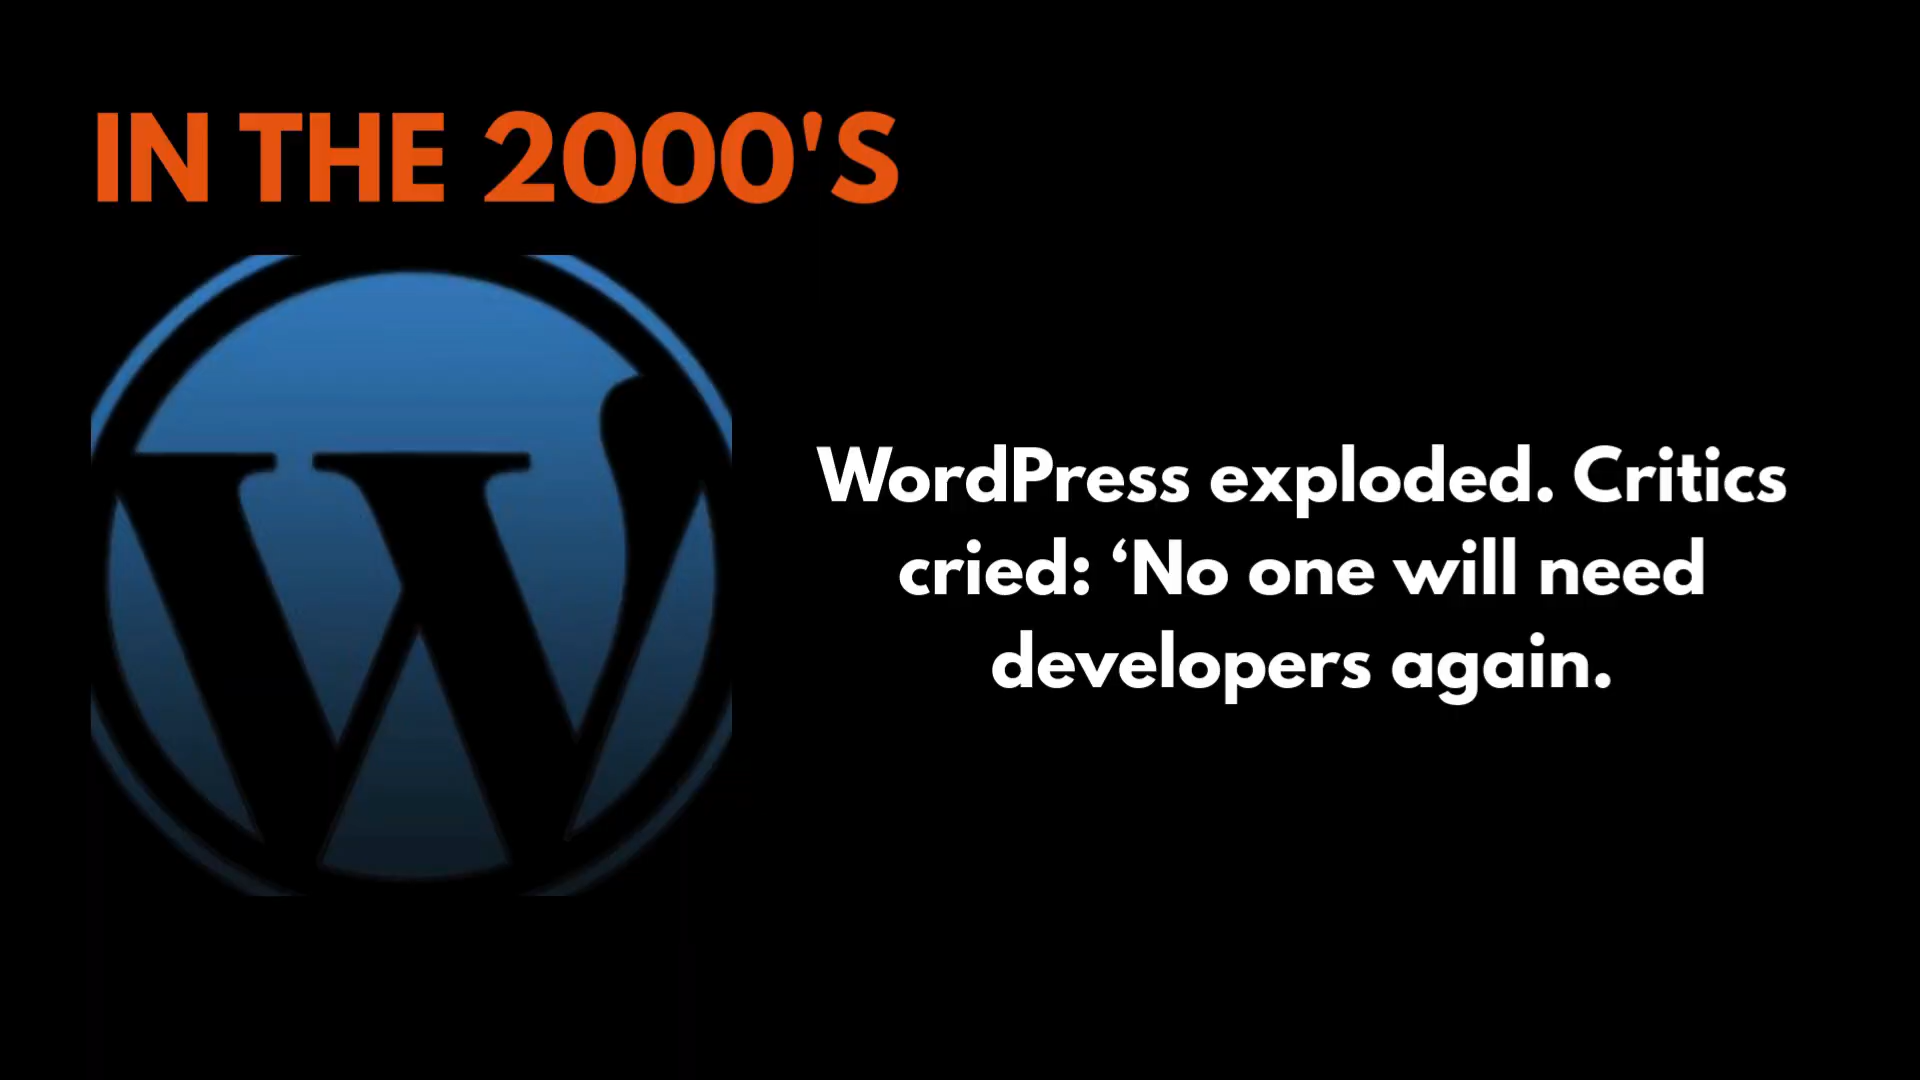 IN THE 2000'S
WordPress exploded. Critics
cried: ‘No one will need
developers again.